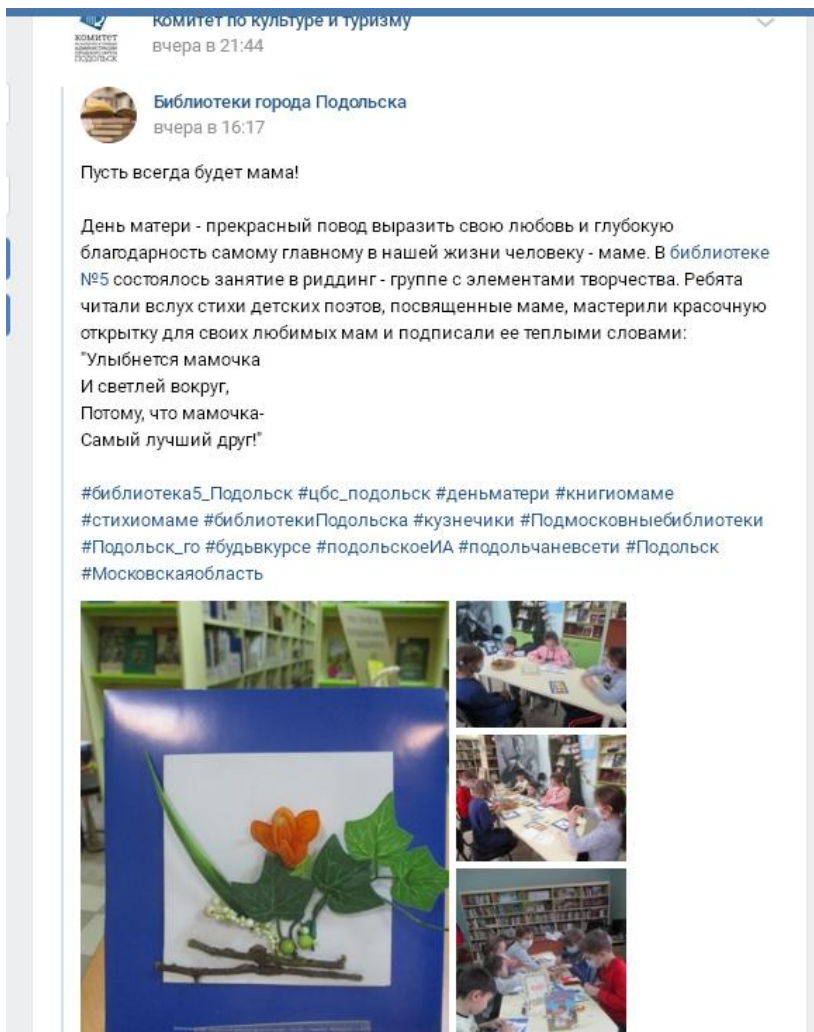 Комитет по культуре и туризму
вчера в 21:44
КОМИТЕТ
ПОДОЛЬСК
Библиотеки города Подольска
вчера в 16:17
Пусть всегда будет мама!
День матери - прекрасный повод выразить свою любовь и глубокую
благодарность самому главному в нашей жизни человеку - маме. В библиотеке
№5 состоялось занятие в риддинг - группе с элементами творчества. Ребята
читали вслух стихи детских поэтов, посвященные маме, мастерили красочную
открытку для своих любимых мам и подписали ее теплыми словами:
"Улыбнется мамочка
И светлей вокруг,
Потому, что мамочка-
Самый лучший друг!"
#библиотека5_Подольск #цбс_подольск #деньматери #книгиомаме
#стихиомаме #библиотекиПодольска #кузнечики #Подмосковныебиблиотеки
#Подольск_го #будьвкурсе #подольскоеИА #подольчаневсети #Подольск
#Московскаяобласть